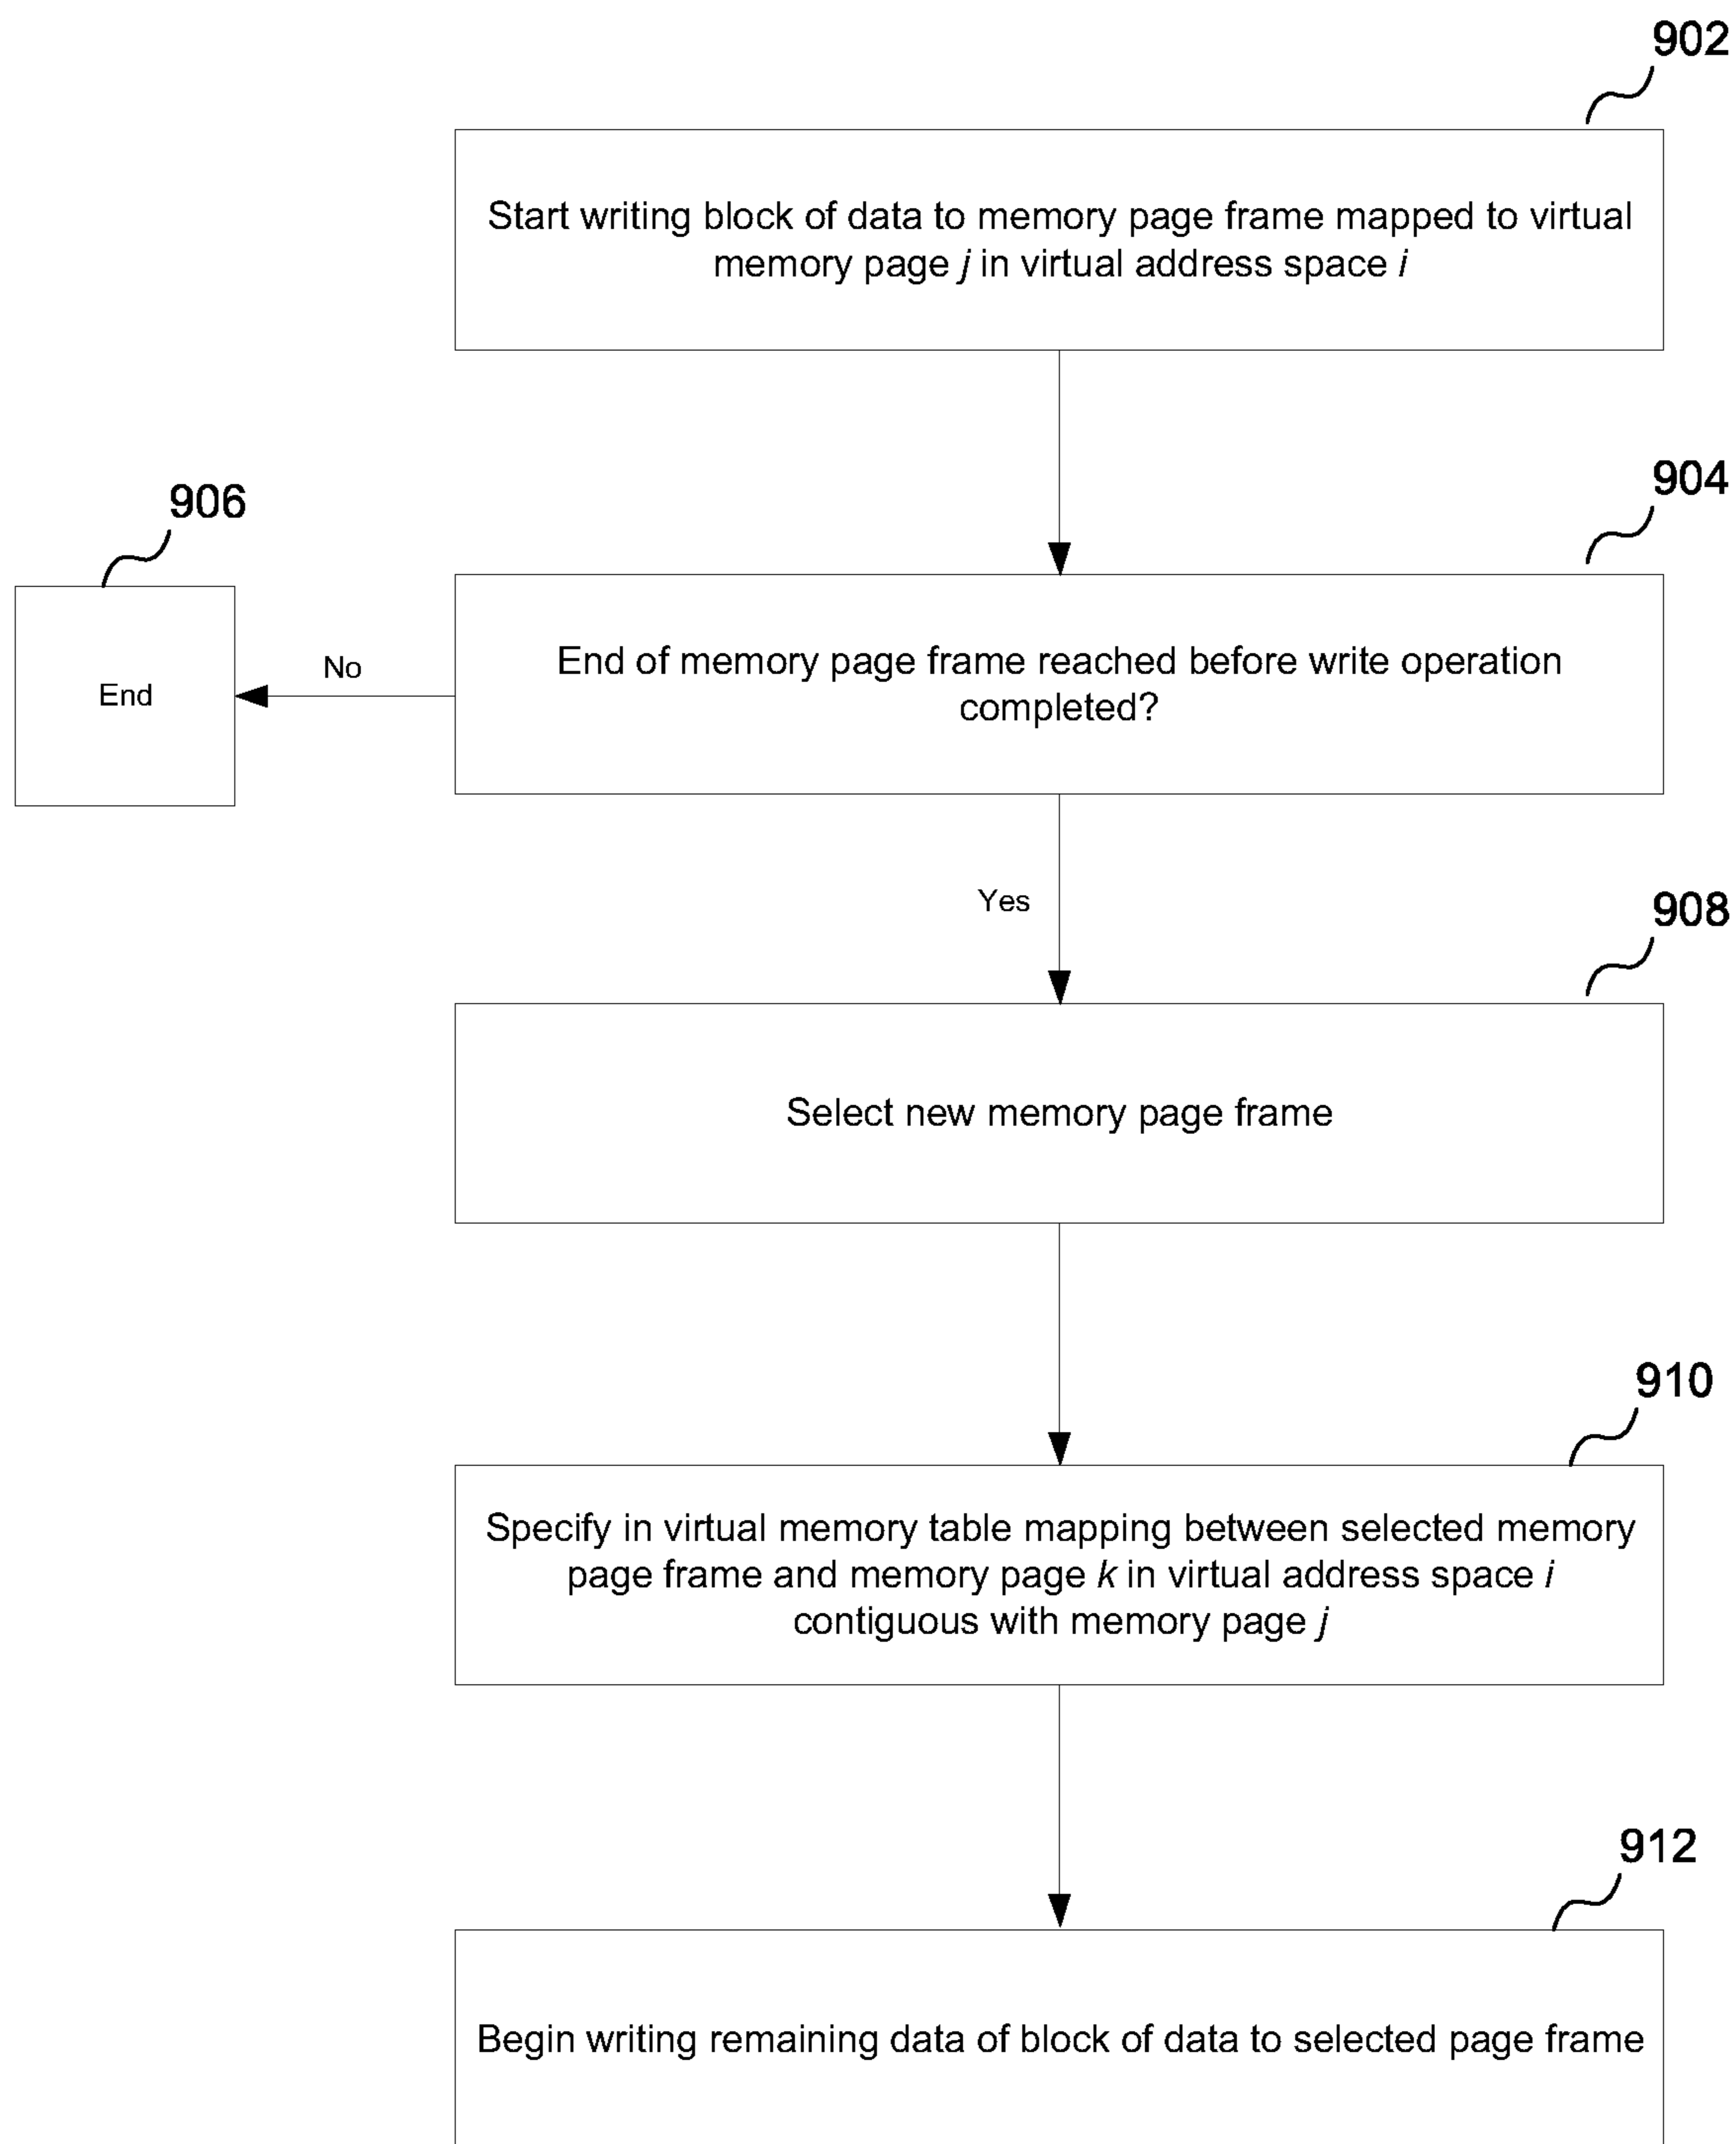 902
Start writing block of data to memory page frame mapped to virtual
memory page j in virtual address space i
904
906
End of memory page frame reached before write operation
completed?
No
End
Yes
908
Select new memory page frame
910
Specify in virtual memory table mapping between selected memory
page frame and memory page k in virtual address space i
contiguous with memory page j
912
Begin writing remaining data of block of data to selected page frame